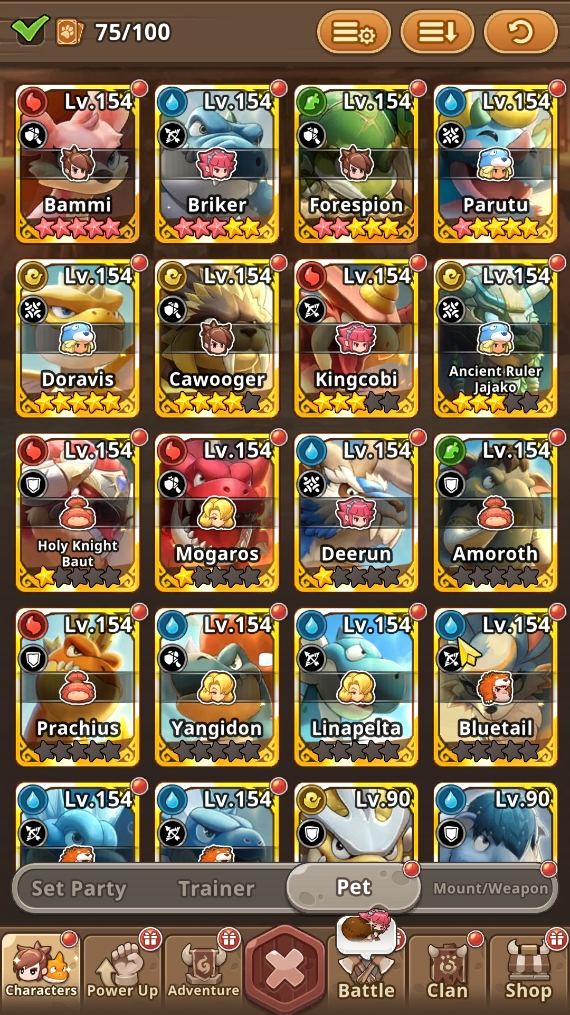 75/100
Lv.154 Lv.154 Lv.154 Lv.154
Bammi Briker Forespion Parutu
Lv.154 Lv.154 Lv.154 Lv.154
Doravis Cawooger Kingcobi Ancient Ruler
Jajako
Lv.154 Lv.154 Lv.154 Lv.154
Holy Knight
Baut Mogaros Deerun Amoroth
Lv.154 Lv.154 Lv.154 Lv.154
Prachius Yangidon Linapelta Bluetail
Lv.154 Lv.154 Lv.90 Lv.90
Set Party Trainer Pet Mount/Weapon
Characters Power Up Adventure Battle Clan Shop